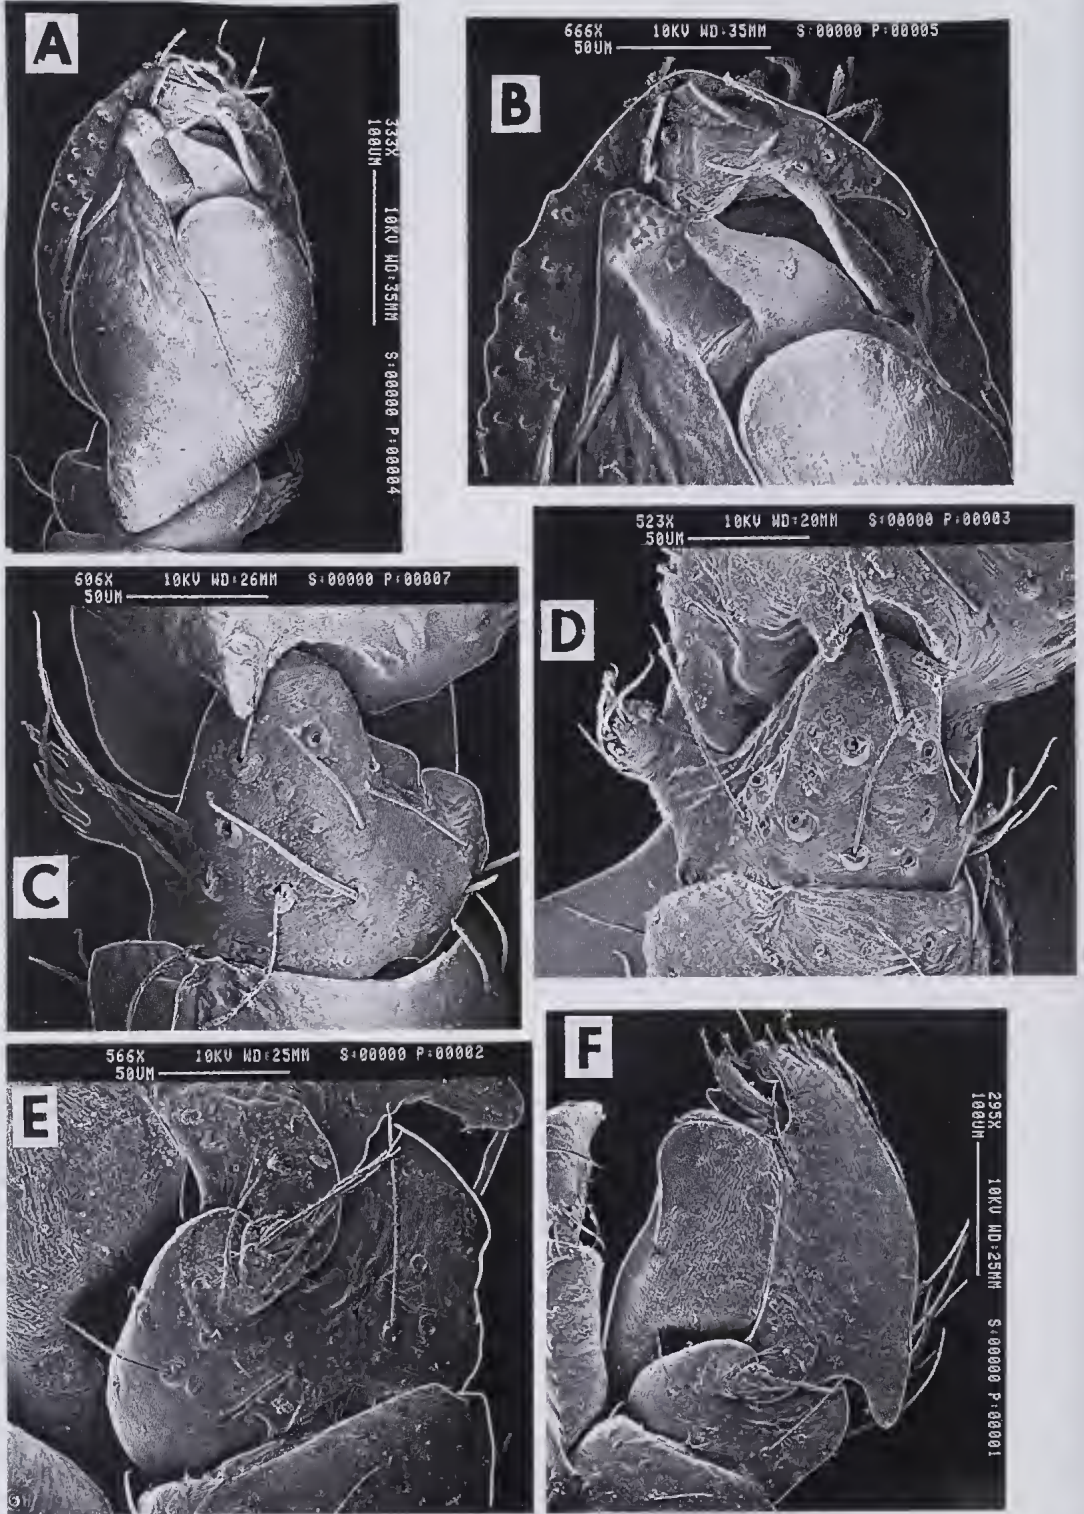 A
333X 10KV WD:35MM S:00000 P:00004
100UM
B
666X 10KV WD:35MM S:00000 P:00005
50UM
C
606X 10KV WD:26MM S:00000 P:00007
50UM
D
523X 10KV WD:20MM S:00000 P:00003
50UM
E
566X 10KV WD:25MM S:00000 P:00002
50UM
F
295X 10KV WD:25MM S:00000 P:00001
100UM